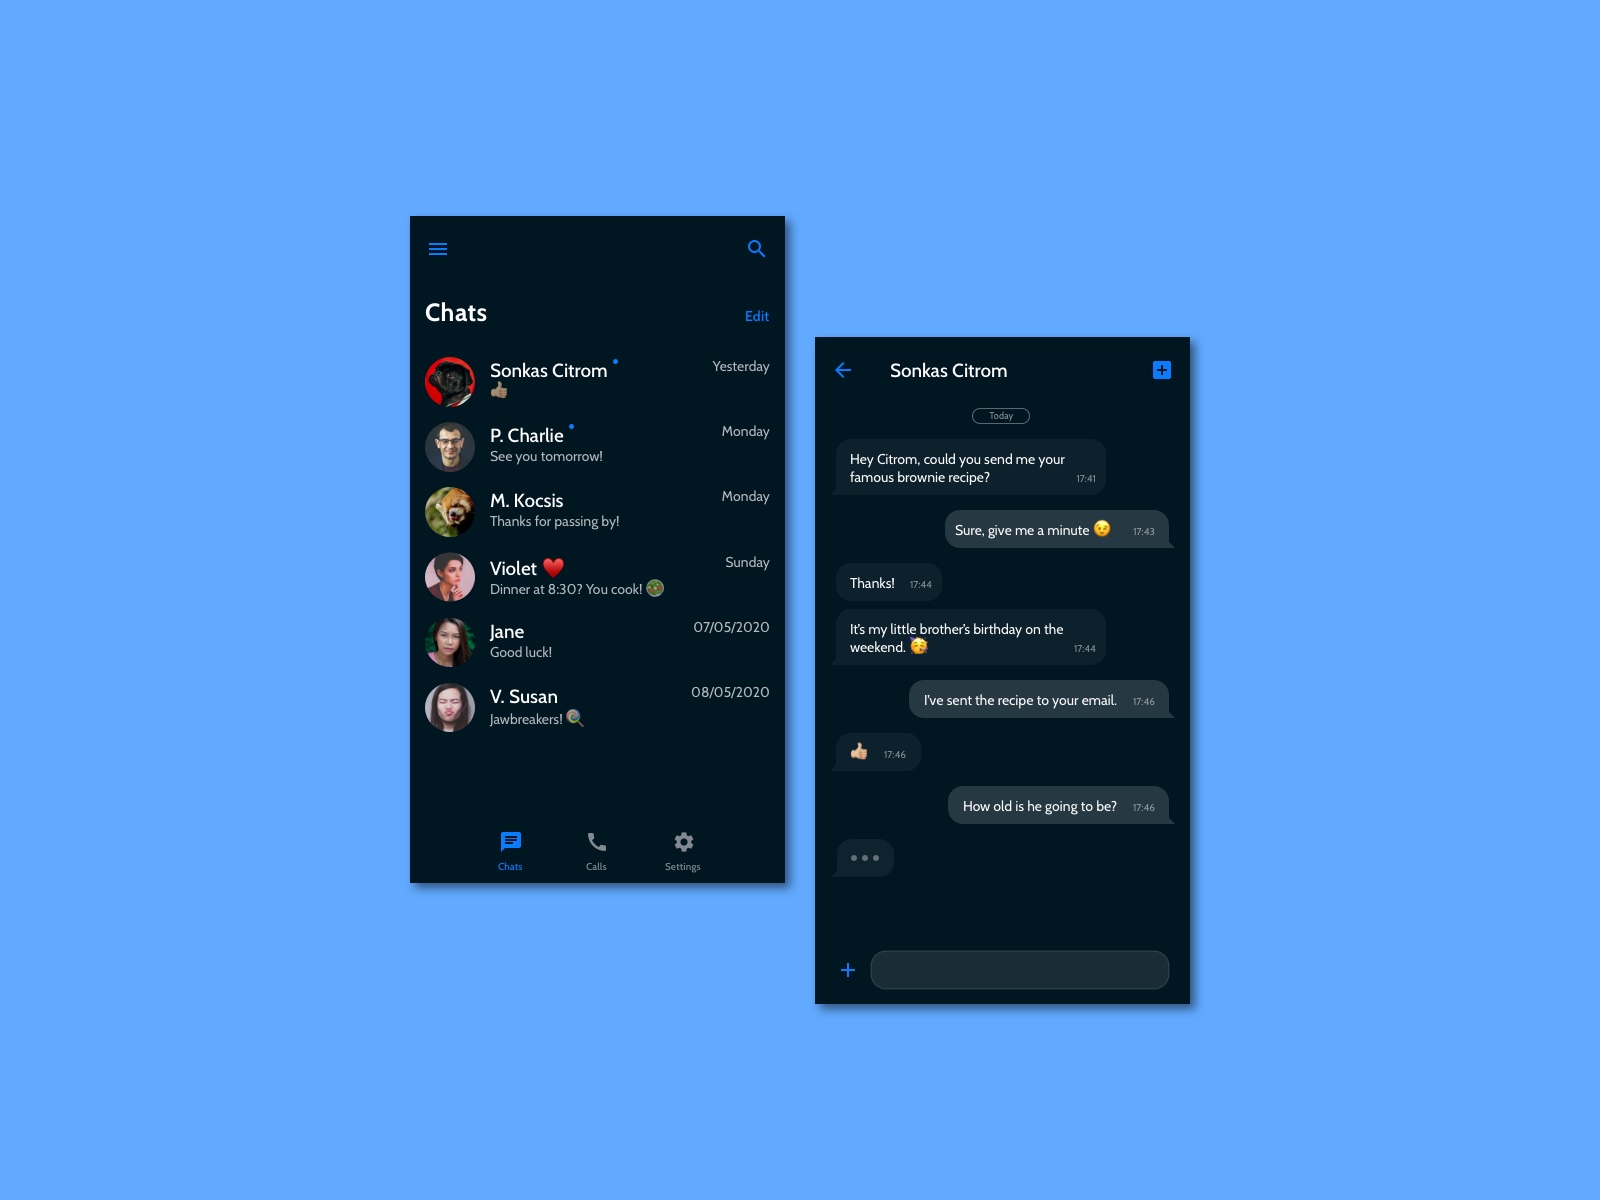 Chats
Edit
Sonkas Citrom
Yesterday
👍🏼
P. Charlie
Monday
See you tomorrow!
M. Kocsis
Monday
Thanks for passing by!
Violet ♥️
Sunday
Dinner at 8:30? You cook! 🥗
Jane
07/05/2020
Good luck!
V. Susan
08/05/2020
Jawbreakers! 🍭
Chats
Calls
Settings
Sonkas Citrom
Today
Hey Citrom, could you send me your
famous brownie recipe?
17:41
Sure, give me a minute 😉
17:43
Thanks!
17:44
It's my little brother's birthday on the
weekend. 🥳
17:44
I've sent the recipe to your email.
17:46
👍🏼
17:46
How old is he going to be?
17:46